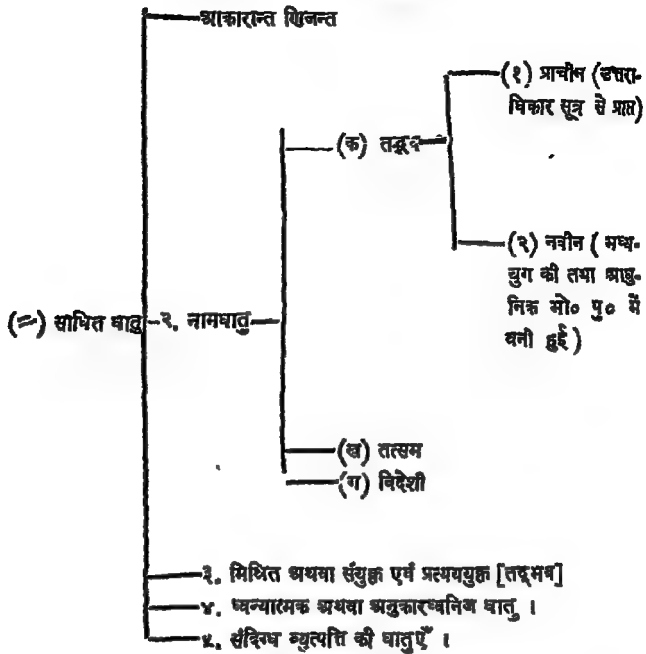 आकारान्त णिजन्त
(१) प्राचीन (उत्तरा-
धिकार सूत्र से प्राप्त)
(क) तद्भव
(२) नवीन ( मध्य-
युग की तथा आधु-
निक भो० पु० में
बनी हुई )
(=) साधित धातु
२. नामधातु
(ख) तत्सम
(ग) विदेशी
३. मिश्रित अथवा संयुक्त एवं प्रत्यययुक्त [तद्भव]
४. ध्वन्यात्मक अथवा अनुकारध्वनिज धातु ।
५. संदिग्ध व्युत्पत्ति की धातुएँ ।